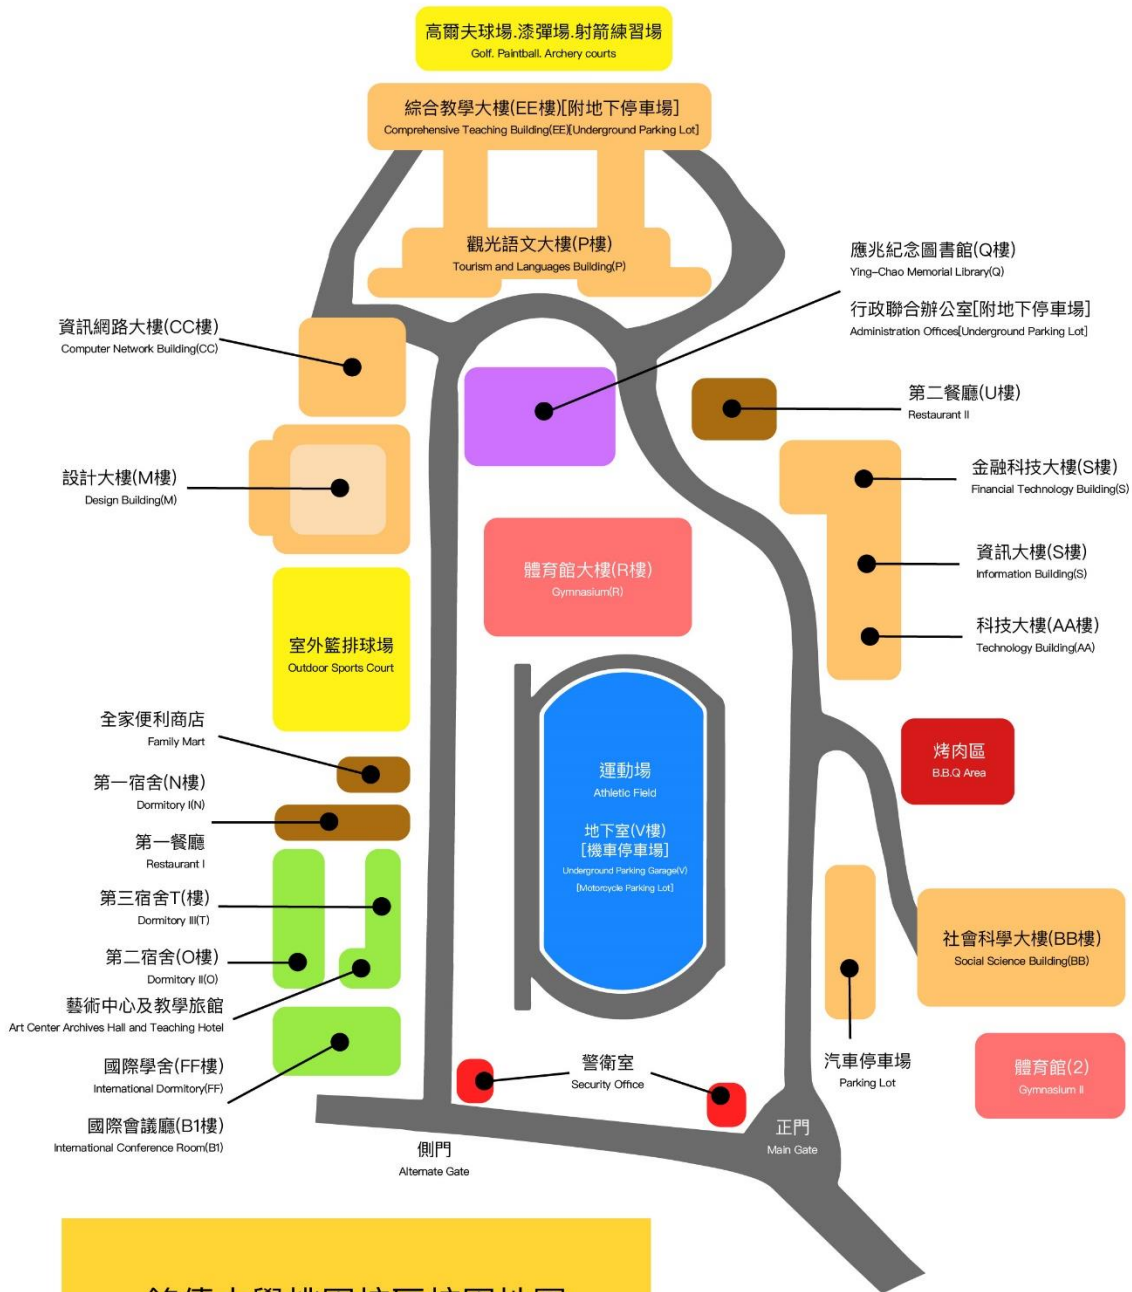 高爾夫球場.漆彈場.射箭練習場
Golf. Paintball. Archery courts
綜合教學大樓(EE樓)[附地下停車場]
Comprehensive Teaching Building(EE)[Underground Parking Lot]
觀光語文大樓(P樓)
Tourism and Languages Building(P)
應兆紀念圖書館(Q樓)
Ying-Chao Memorial Library(Q)
行政聯合辦公室[附地下停車場]
Administration Offices[Underground Parking Lot]
資訊網路大樓(CC樓)
Computer Network Building(CC)
第二餐廳(U樓)
Restaurant II
設計大樓(M樓)
Design Building(M)
金融科技大樓(S樓)
Financial Technology Building(S)
資訊大樓(S樓)
Information Building(S)
體育館大樓(R樓)
Gymnasium(R)
科技大樓(AA樓)
Technology Building(AA)
室外籃排球場
Outdoor Sports Court
全家便利商店
Family Mart
第一宿舍(N樓)
Dormitory I(N)
第一餐廳
Restaurant I
烤肉區
B.B.Q Area
運動場
Athletic Field
地下室(V樓)
[機車停車場]
Underground Parking Garage(V)
[Motorcycle Parking Lot]
第三宿舍T(樓)
Dormitory III(T)
第二宿舍(O樓)
Dormitory II(O)
藝術中心及教學旅館
Art Center Archives Hall and Teaching Hotel
社會科學大樓(BB樓)
Social Science Building(BB)
國際學舍(FF樓)
International Dormitory(FF)
國際會議廳(B1樓)
International Conference Room(B1)
警衛室
Security Office
汽車停車場
Parking Lot
體育館(2)
Gymnasium II
側門
Alternate Gate
正門
Main Gate